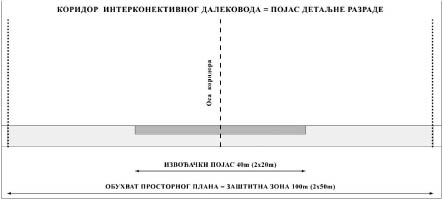 КОРИДОР ИНТЕРКОНЕКТИВНОГ ДАЛЕКОВОДА = ПОЈАС ДЕТАЉНЕ РАЗРАДЕ
Оса коридора
ИЗВОЂАЧКИ ПОЈАС 40m (2x20m)
ОБУХВАТ ПРОСТОРНОГ ПЛАНА = ЗАШТИТНА ЗОНА 100m (2x50m)